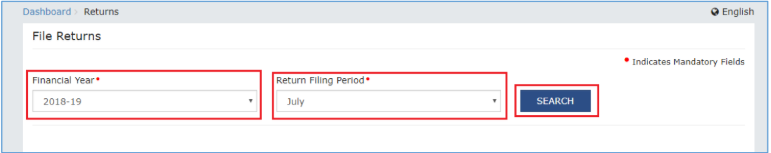 Dashboard > Returns
English
File Returns
• Indicates Mandatory Fields
Financial Year •
Return Filing Period •
2018-19
July
SEARCH